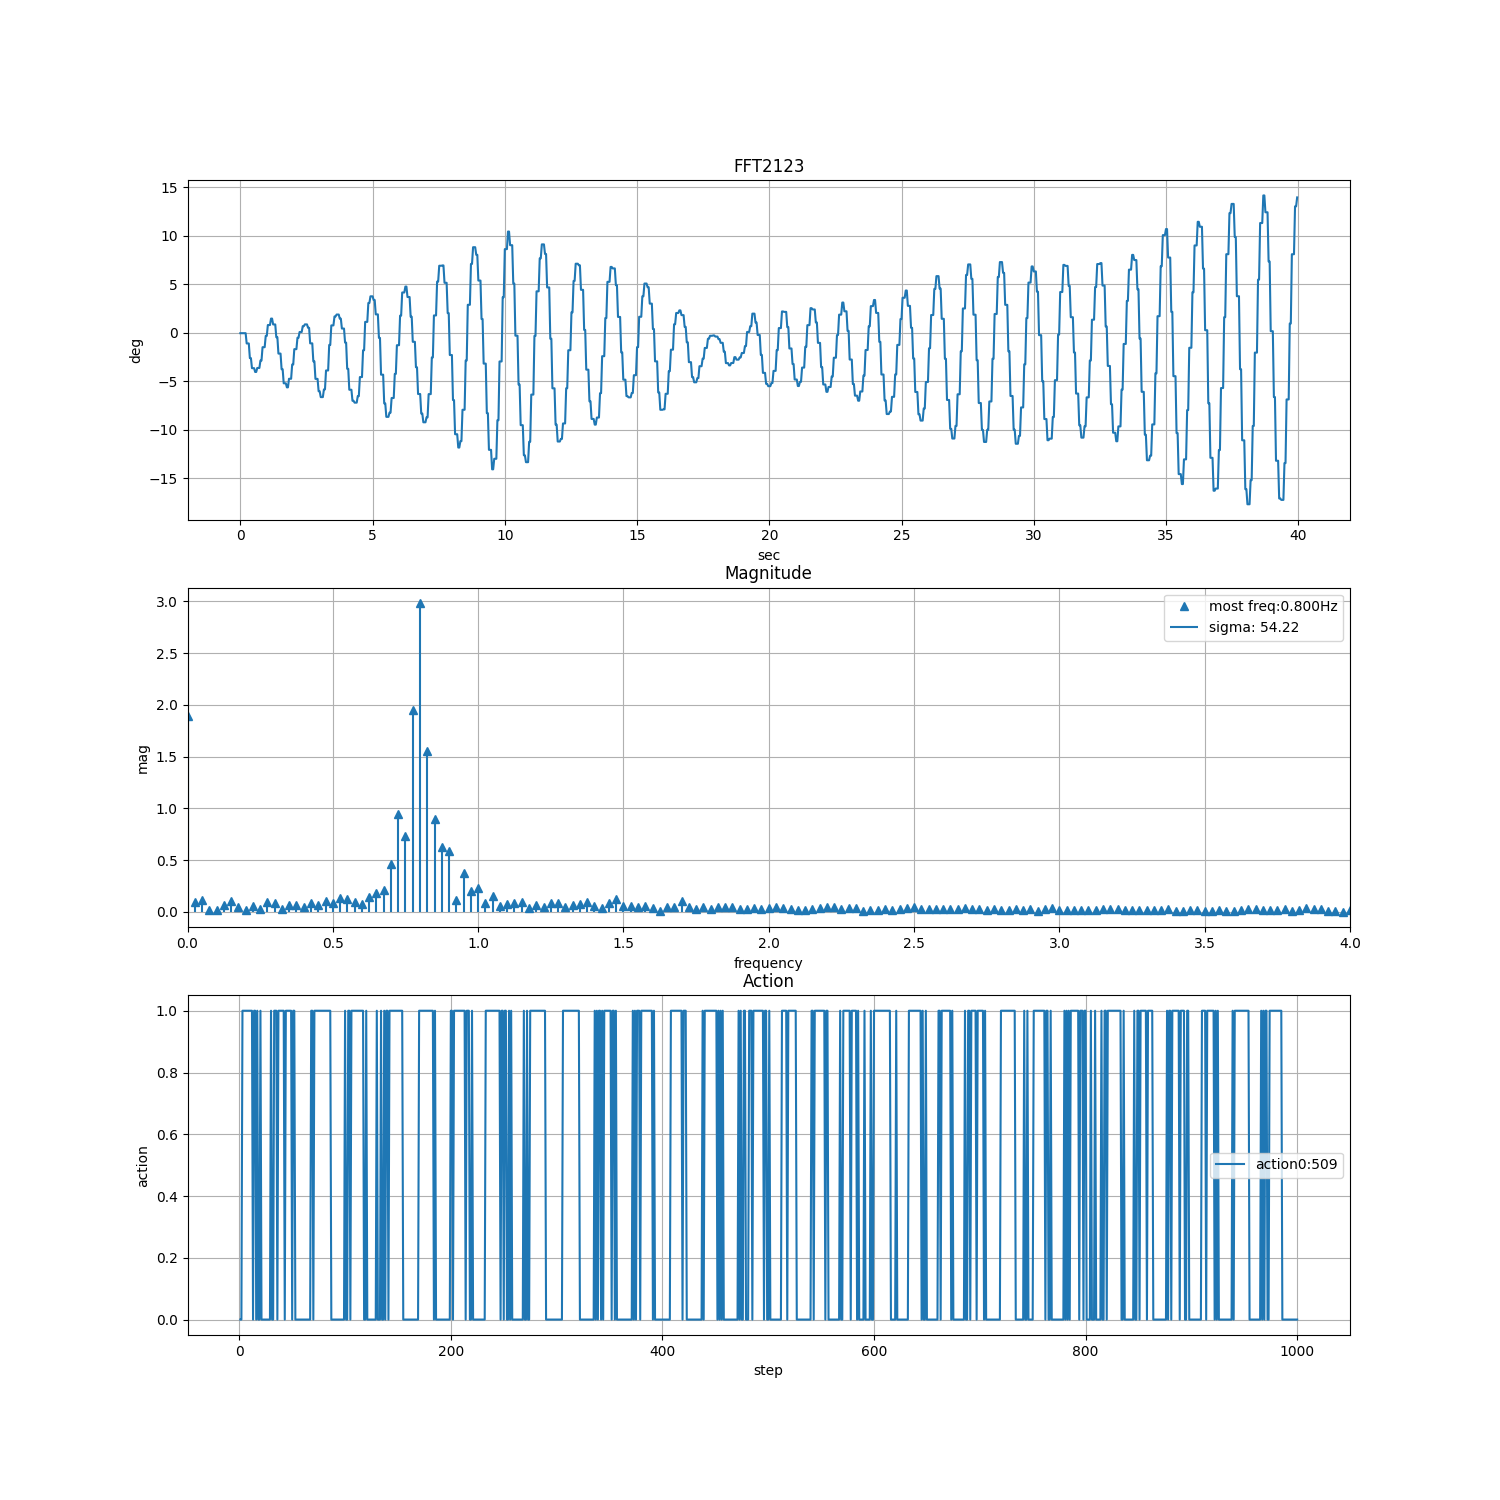 FFT2123
15
10
5
0
−5
−10
−15
deg
0 5 10 15 20 25 30 35 40
sec
Magnitude
3.0
2.5
2.0
1.5
1.0
0.5
0.0
mag
most freq:0.800Hz
sigma: 54.22
0.0 0.5 1.0 1.5 2.0 2.5 3.0 3.5 4.0
frequency
Action
1.0
0.8
0.6
0.4
0.2
0.0
action
action0:509
0 200 400 600 800 1000
step